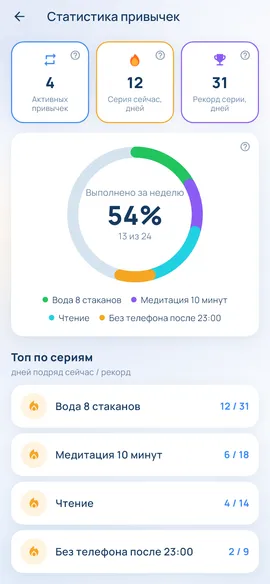 Статистика привычек
4
Активных
привычек
12
Серия сейчас,
дней
31
Рекорд серии,
дней
Выполнено за неделю
54%
13 из 24
Вода 8 стаканов
Медитация 10 минут
Чтение
Без телефона после 23:00
Топ по сериям
дней подряд сейчас / рекорд
Вода 8 стаканов 12 / 31
Медитация 10 минут 6 / 18
Чтение 4 / 14
Без телефона после 23:00 2 / 9